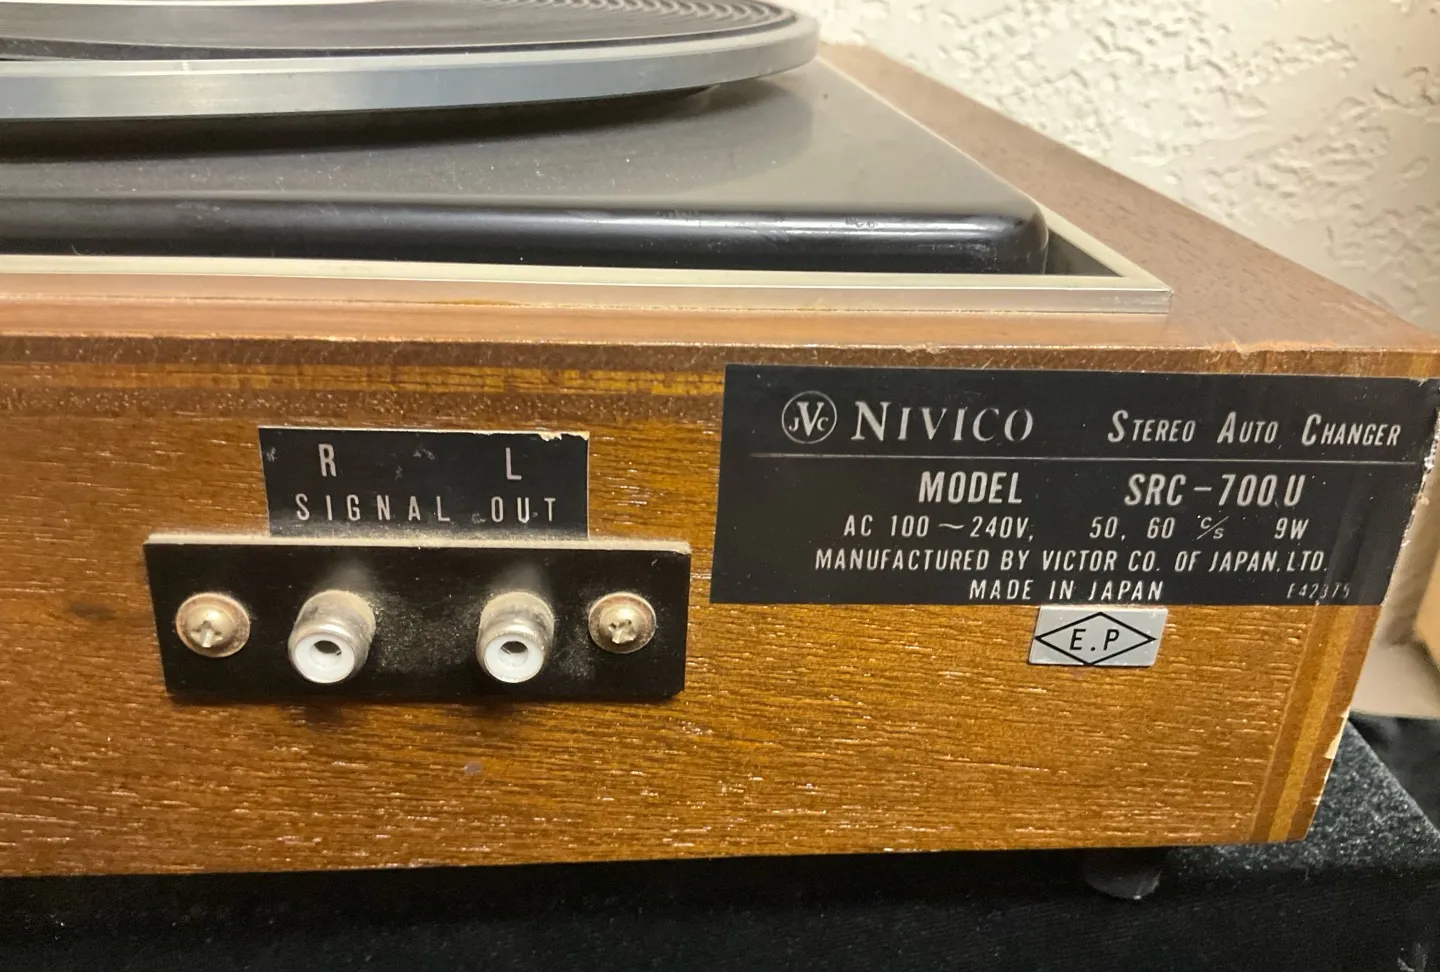 R L
SIGNAL OUT
JVC NIVICO STEREO AUTO CHANGER
MODEL SRC-700U
AC 100~240V, 50, 60 c/s 9W
MANUFACTURED BY VICTOR CO. OF JAPAN, LTD.
MADE IN JAPAN E42375
E.P